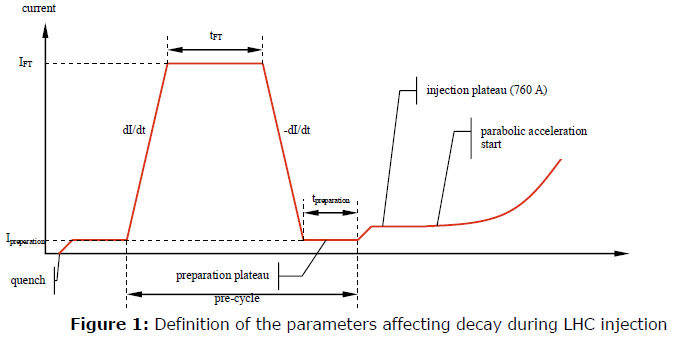 current
tFT
IFT
injection plateau (760 A)
dI/dt
-dI/dt
parabolic acceleration
start
tpreparation
Ipreparation
quench
preparation plateau
pre-cycle
Figure 1: Definition of the parameters affecting decay during LHC injection